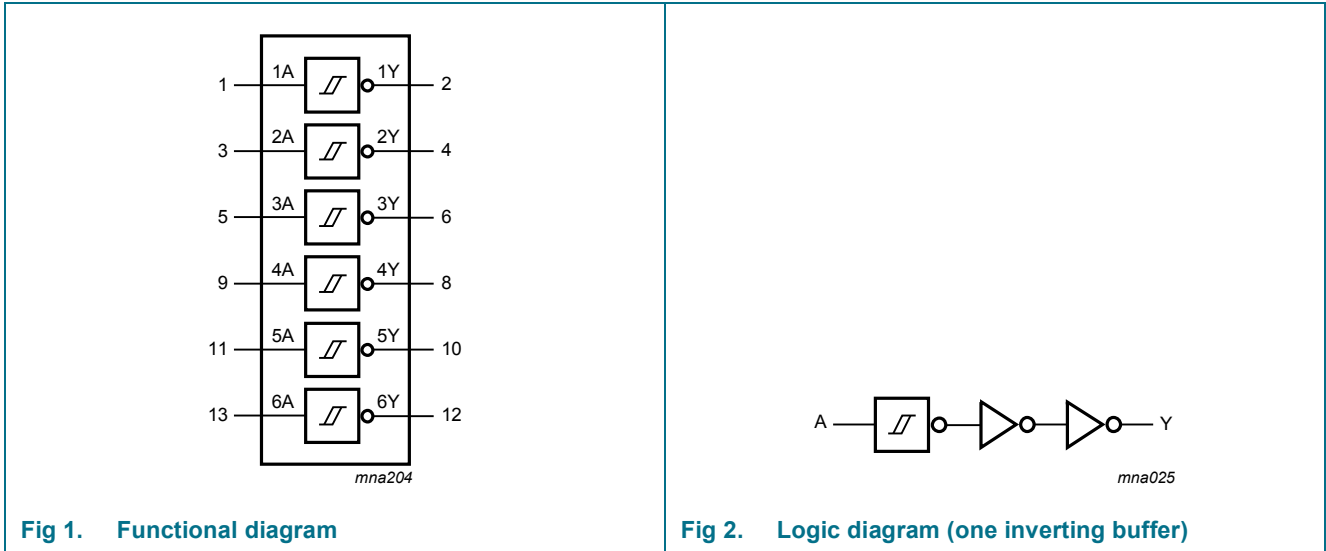 1 1A 1Y 2
3 2A 2Y 4
5 3A 3Y 6
9 4A 4Y 8
11 5A 5Y 10
13 6A 6Y 12
mna204
Fig 1. Functional diagram
A Y
mna025
Fig 2. Logic diagram (one inverting buffer)